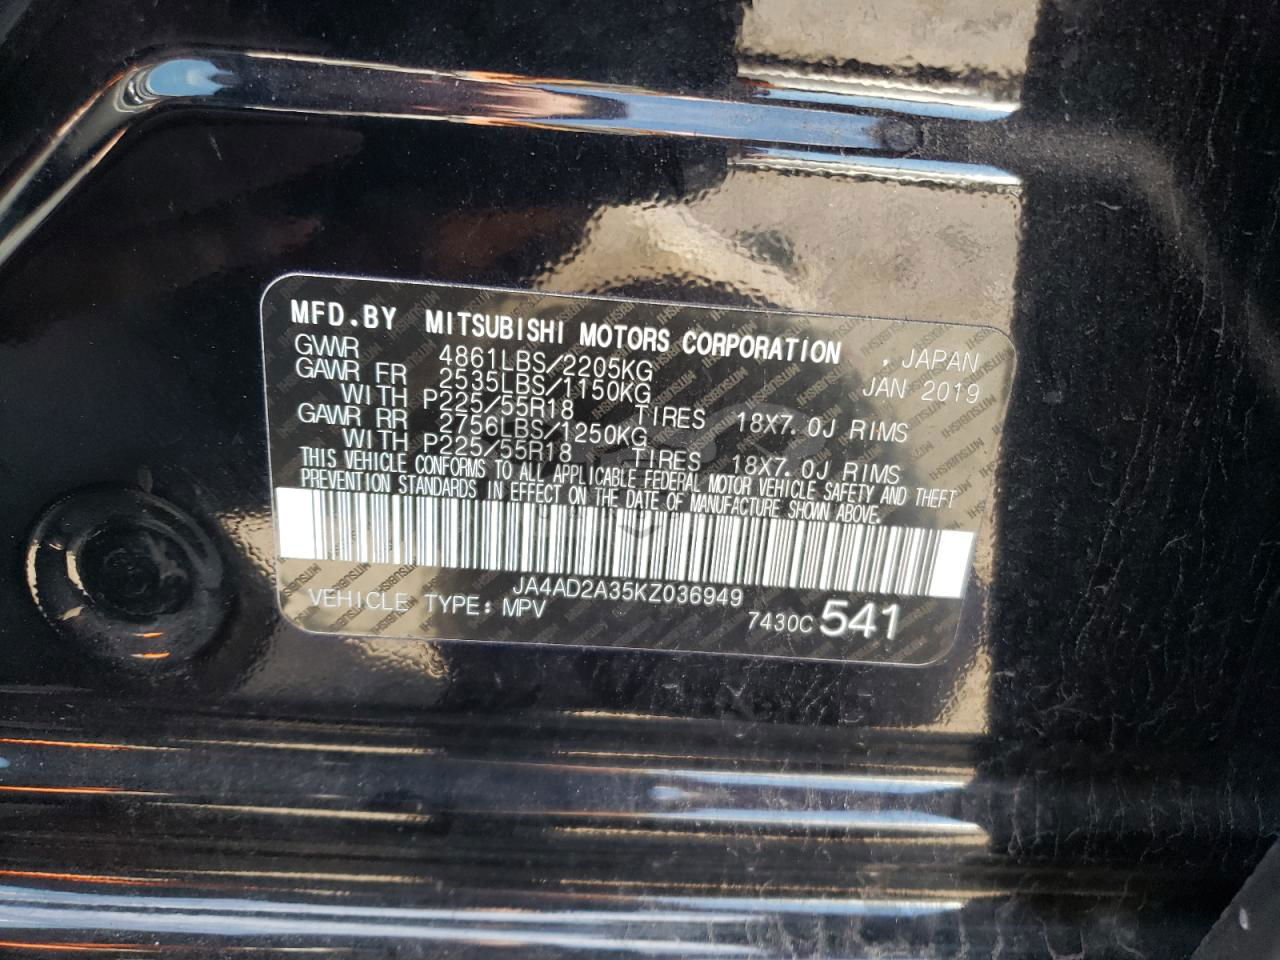 MFD.BY MITSUBISHI MOTORS CORPORATION , JAPAN
GVWR 4861LBS/2205KG JAN 2019
GAWR FR 2535LBS/1150KG
WITH P225/55R18 TIRES 18X7.0J RIMS
GAWR RR 2756LBS/1250KG
WITH P225/55R18 TIRES 18X7.0J RIMS
THIS VEHICLE CONFORMS TO ALL APPLICABLE FEDERAL MOTOR VEHICLE SAFETY AND THEFT
PREVENTION STANDARDS IN EFFECT ON THE DATE OF MANUFACTURE SHOWN ABOVE.
JA4AD2A35KZ036949
VEHICLE TYPE: MPV 7430C 541